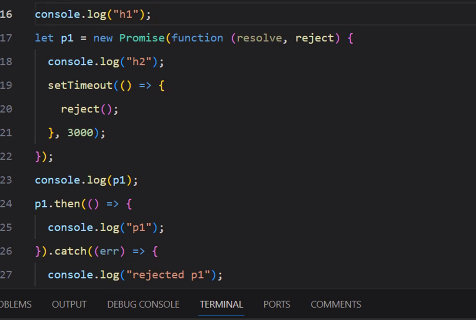 16 console.log("h1");
17 let p1 = new Promise(function (resolve, reject) {
18 console.log("h2");
19 setTimeout(() => {
20 reject();
21 }, 3000);
22 });
23 console.log(p1);
24 p1.then(() => {
25 console.log("p1");
26 }).catch((err) => {
27 console.log("rejected p1");
OBLEMS OUTPUT DEBUG CONSOLE TERMINAL PORTS COMMENTS